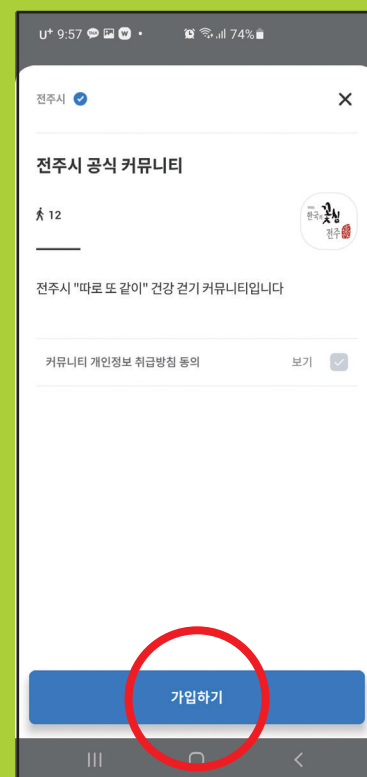 U+ 9:57 74%
전주시
전주시 공식 커뮤니티
12
한국의 꽃심
전주
전주시 "따로 또 같이" 건강 걷기 커뮤니티입니다
커뮤니티 개인정보 취급방침 동의 보기
가입하기